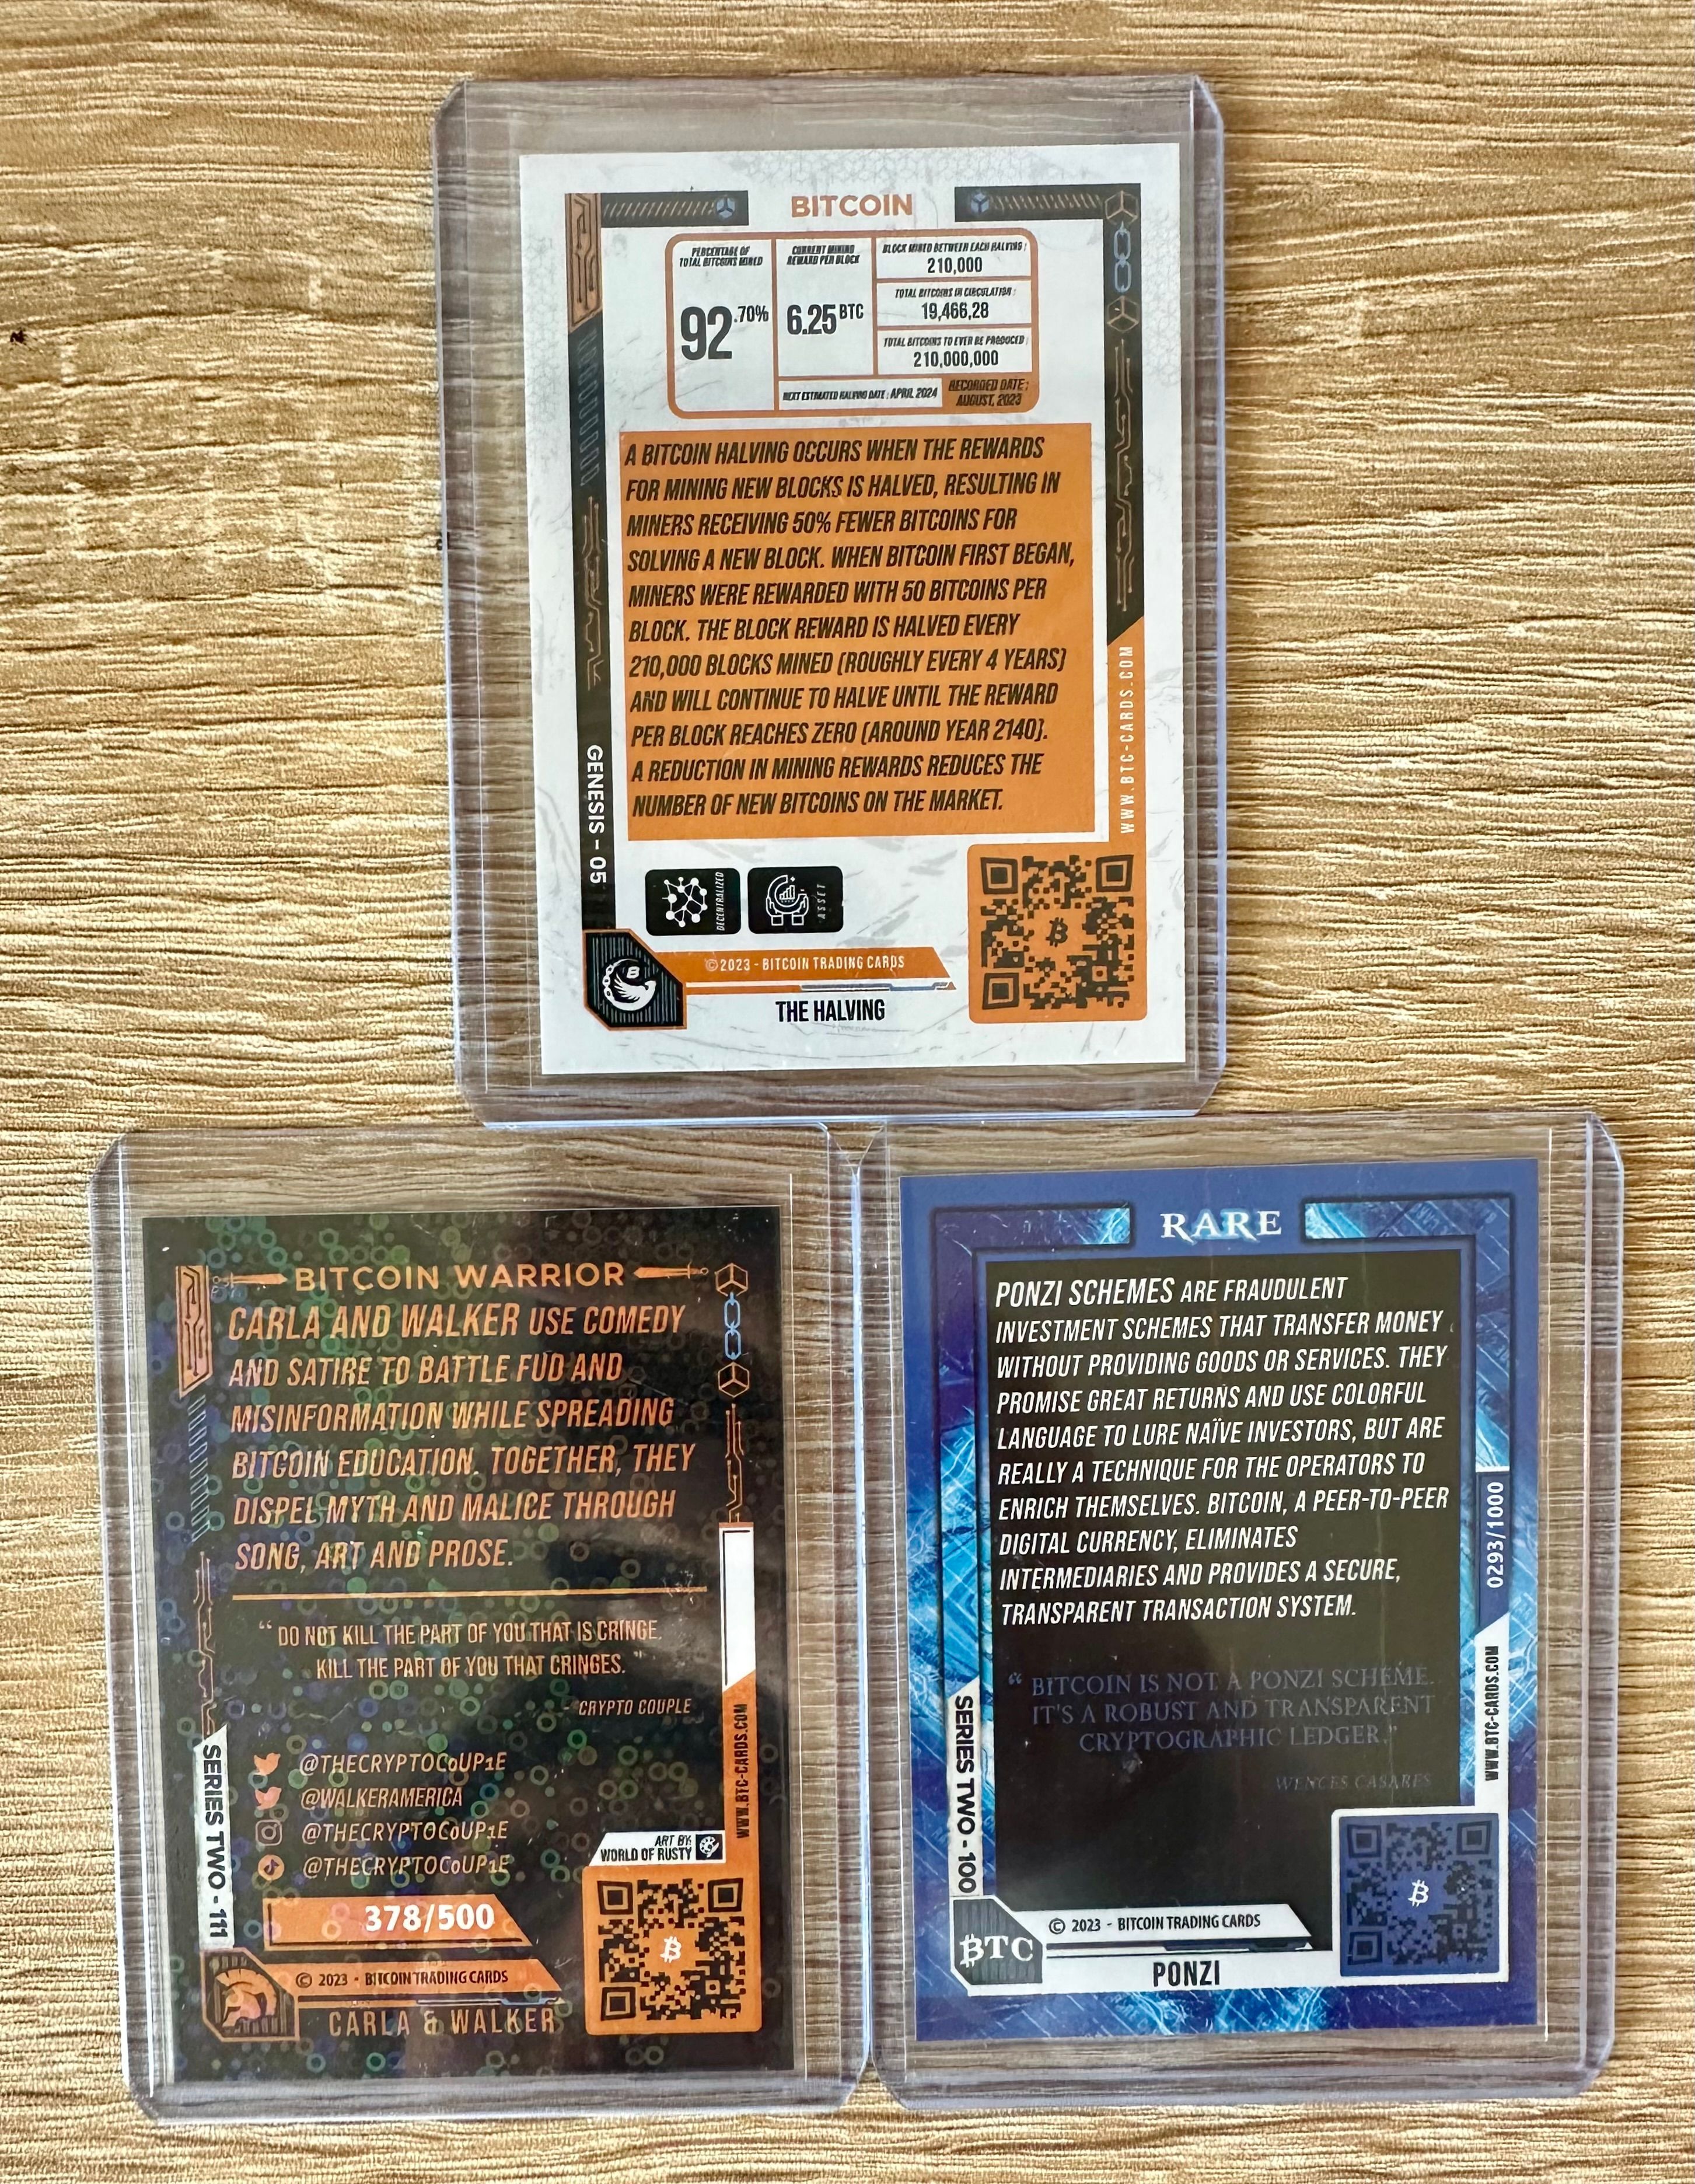 BITCOIN
PERCENTAGE OF
TOTAL BITCOINS MINED
92.70%
CURRENT MINING
REWARD PER BLOCK
6.25 BTC
BLOCK MINED BETWEEN EACH HALVING:
210,000
TOTAL BITCOINS IN CIRCULATION:
19,466,28
TOTAL BITCOINS TO EVER BE PRODUCED:
210,000,000
NEXT ESTIMATED HALVING DATE: APRIL 2024
RECORDED DATE:
AUGUST, 2023
A BITCOIN HALVING OCCURS WHEN THE REWARDS
FOR MINING NEW BLOCKS IS HALVED, RESULTING IN
MINERS RECEIVING 50% FEWER BITCOINS FOR
SOLVING A NEW BLOCK. WHEN BITCOIN FIRST BEGAN,
MINERS WERE REWARDED WITH 50 BITCOINS PER
BLOCK. THE BLOCK REWARD IS HALVED EVERY
210,000 BLOCKS MINED (ROUGHLY EVERY 4 YEARS)
AND WILL CONTINUE TO HALVE UNTIL THE REWARD
PER BLOCK REACHES ZERO (AROUND YEAR 2140).
A REDUCTION IN MINING REWARDS REDUCES THE
NUMBER OF NEW BITCOINS ON THE MARKET.
GENESIS - 05
WWW.BTC-CARDS.COM
DECENTRALIZED
ASSET
B
©2023 - BITCOIN TRADING CARDS
THE HALVING
BITCOIN WARRIOR
CARLA AND WALKER USE COMEDY
AND SATIRE TO BATTLE FUD AND
MISINFORMATION WHILE SPREADING
BITCOIN EDUCATION. TOGETHER, THEY
DISPEL MYTH AND MALICE THROUGH
SONG, ART AND PROSE.
“DO NOT KILL THE PART OF YOU THAT IS CRINGE.
KILL THE PART OF YOU THAT CRINGES.
- CRYPTO COUPLE
@THECRYPTOCoUP1E
@WALKERAMERICA
@THECRYPTOCoUP1E
@THECRYPTOCoUP1E
SERIES TWO - 111
WWW.BTC-CARDS.COM
ART BY:
WORLD OF RUSTY
378/500
© 2023 - BITCOIN TRADING CARDS
CARLA & WALKER
RARE
PONZI SCHEMES ARE FRAUDULENT
INVESTMENT SCHEMES THAT TRANSFER MONEY
WITHOUT PROVIDING GOODS OR SERVICES. THEY
PROMISE GREAT RETURNS AND USE COLORFUL
LANGUAGE TO LURE NAÏVE INVESTORS, BUT ARE
REALLY A TECHNIQUE FOR THE OPERATORS TO
ENRICH THEMSELVES. BITCOIN, A PEER-TO-PEER
DIGITAL CURRENCY, ELIMINATES
INTERMEDIARIES AND PROVIDES A SECURE,
TRANSPARENT TRANSACTION SYSTEM.
“BITCOIN IS NOT A PONZI SCHEME.
IT'S A ROBUST AND TRANSPARENT
CRYPTOGRAPHIC LEDGER.”
WENCES CASARES
0293/1000
WWW.BTC-CARDS.COM
SERIES TWO - 100
₿TC
© 2023 - BITCOIN TRADING CARDS
PONZI